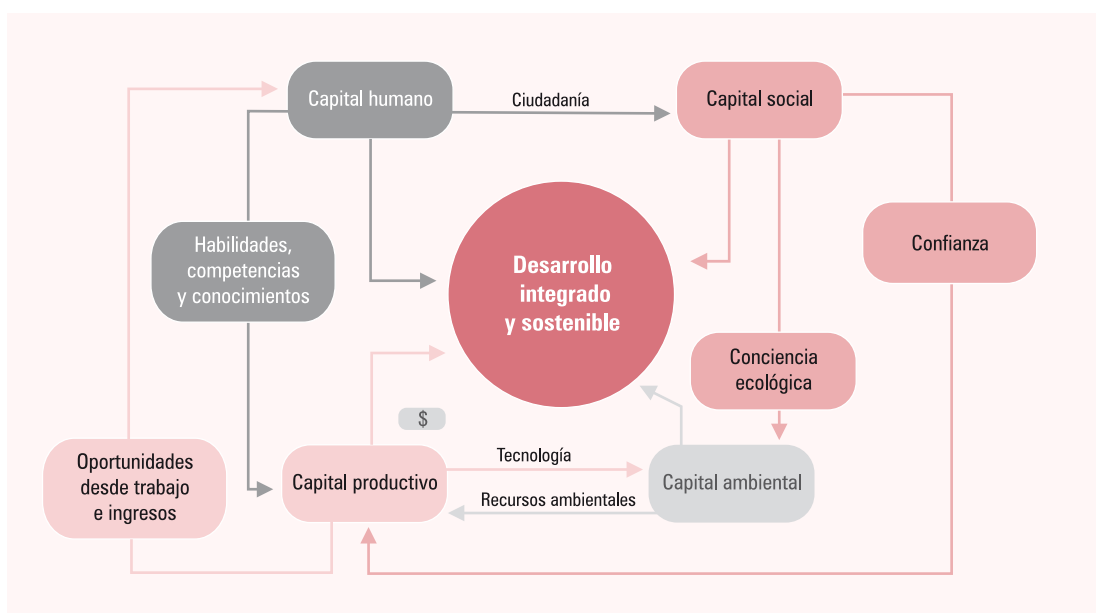 Capital humano
Ciudadanía
Capital social
Habilidades,
competencias
y conocimientos
Desarrollo
integrado
y sostenible
Confianza
Conciencia
ecológica
$
Oportunidades
desde trabajo
e ingresos
Capital productivo
Tecnología
Recursos ambientales
Capital ambiental